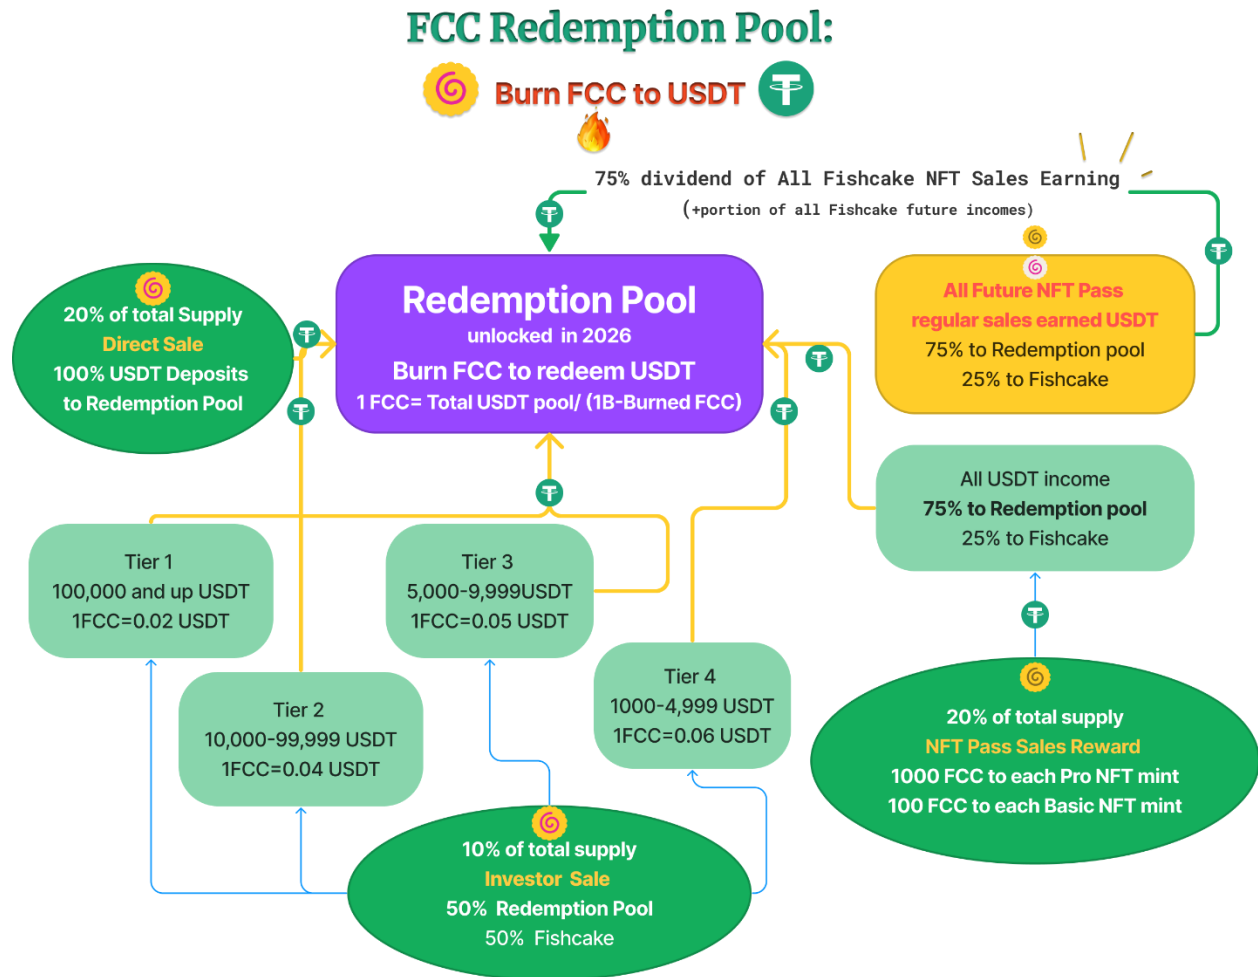 FCC Redemption Pool:
Burn FCC to USDT
75% dividend of All Fishcake NFT Sales Earning
(+portion of all Fishcake future incomes)
20% of total Supply
Direct Sale
100% USDT Deposits
to Redemption Pool
Redemption Pool
unlocked in 2026
Burn FCC to redeem USDT
1 FCC= Total USDT pool/ (1B-Burned FCC)
All Future NFT Pass
regular sales earned USDT
75% to Redemption pool
25% to Fishcake
All USDT income
75% to Redemption pool
25% to Fishcake
Tier 1
100,000 and up USDT
1FCC=0.02 USDT
Tier 3
5,000-9,999USDT
1FCC=0.05 USDT
Tier 2
10,000-99,999 USDT
1FCC=0.04 USDT
Tier 4
1000-4,999 USDT
1FCC=0.06 USDT
20% of total supply
NFT Pass Sales Reward
1000 FCC to each Pro NFT mint
100 FCC to each Basic NFT mint
10% of total supply
Investor Sale
50% Redemption Pool
50% Fishcake